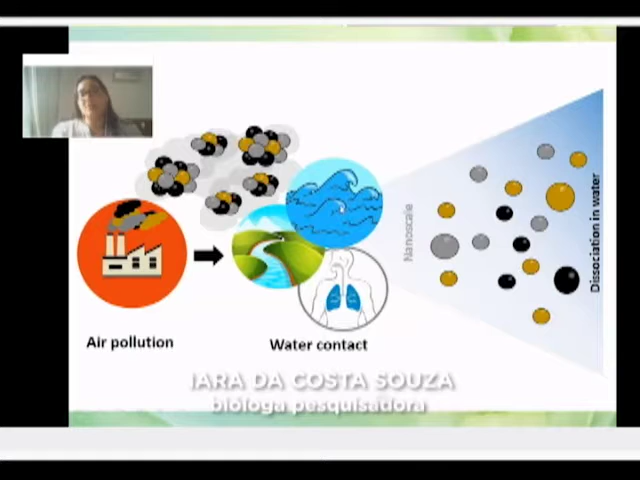 Nanoscale
Dissociation in water
Air pollution
Water contact
IARA DA COSTA SOUZA
bióloga pesquisadora